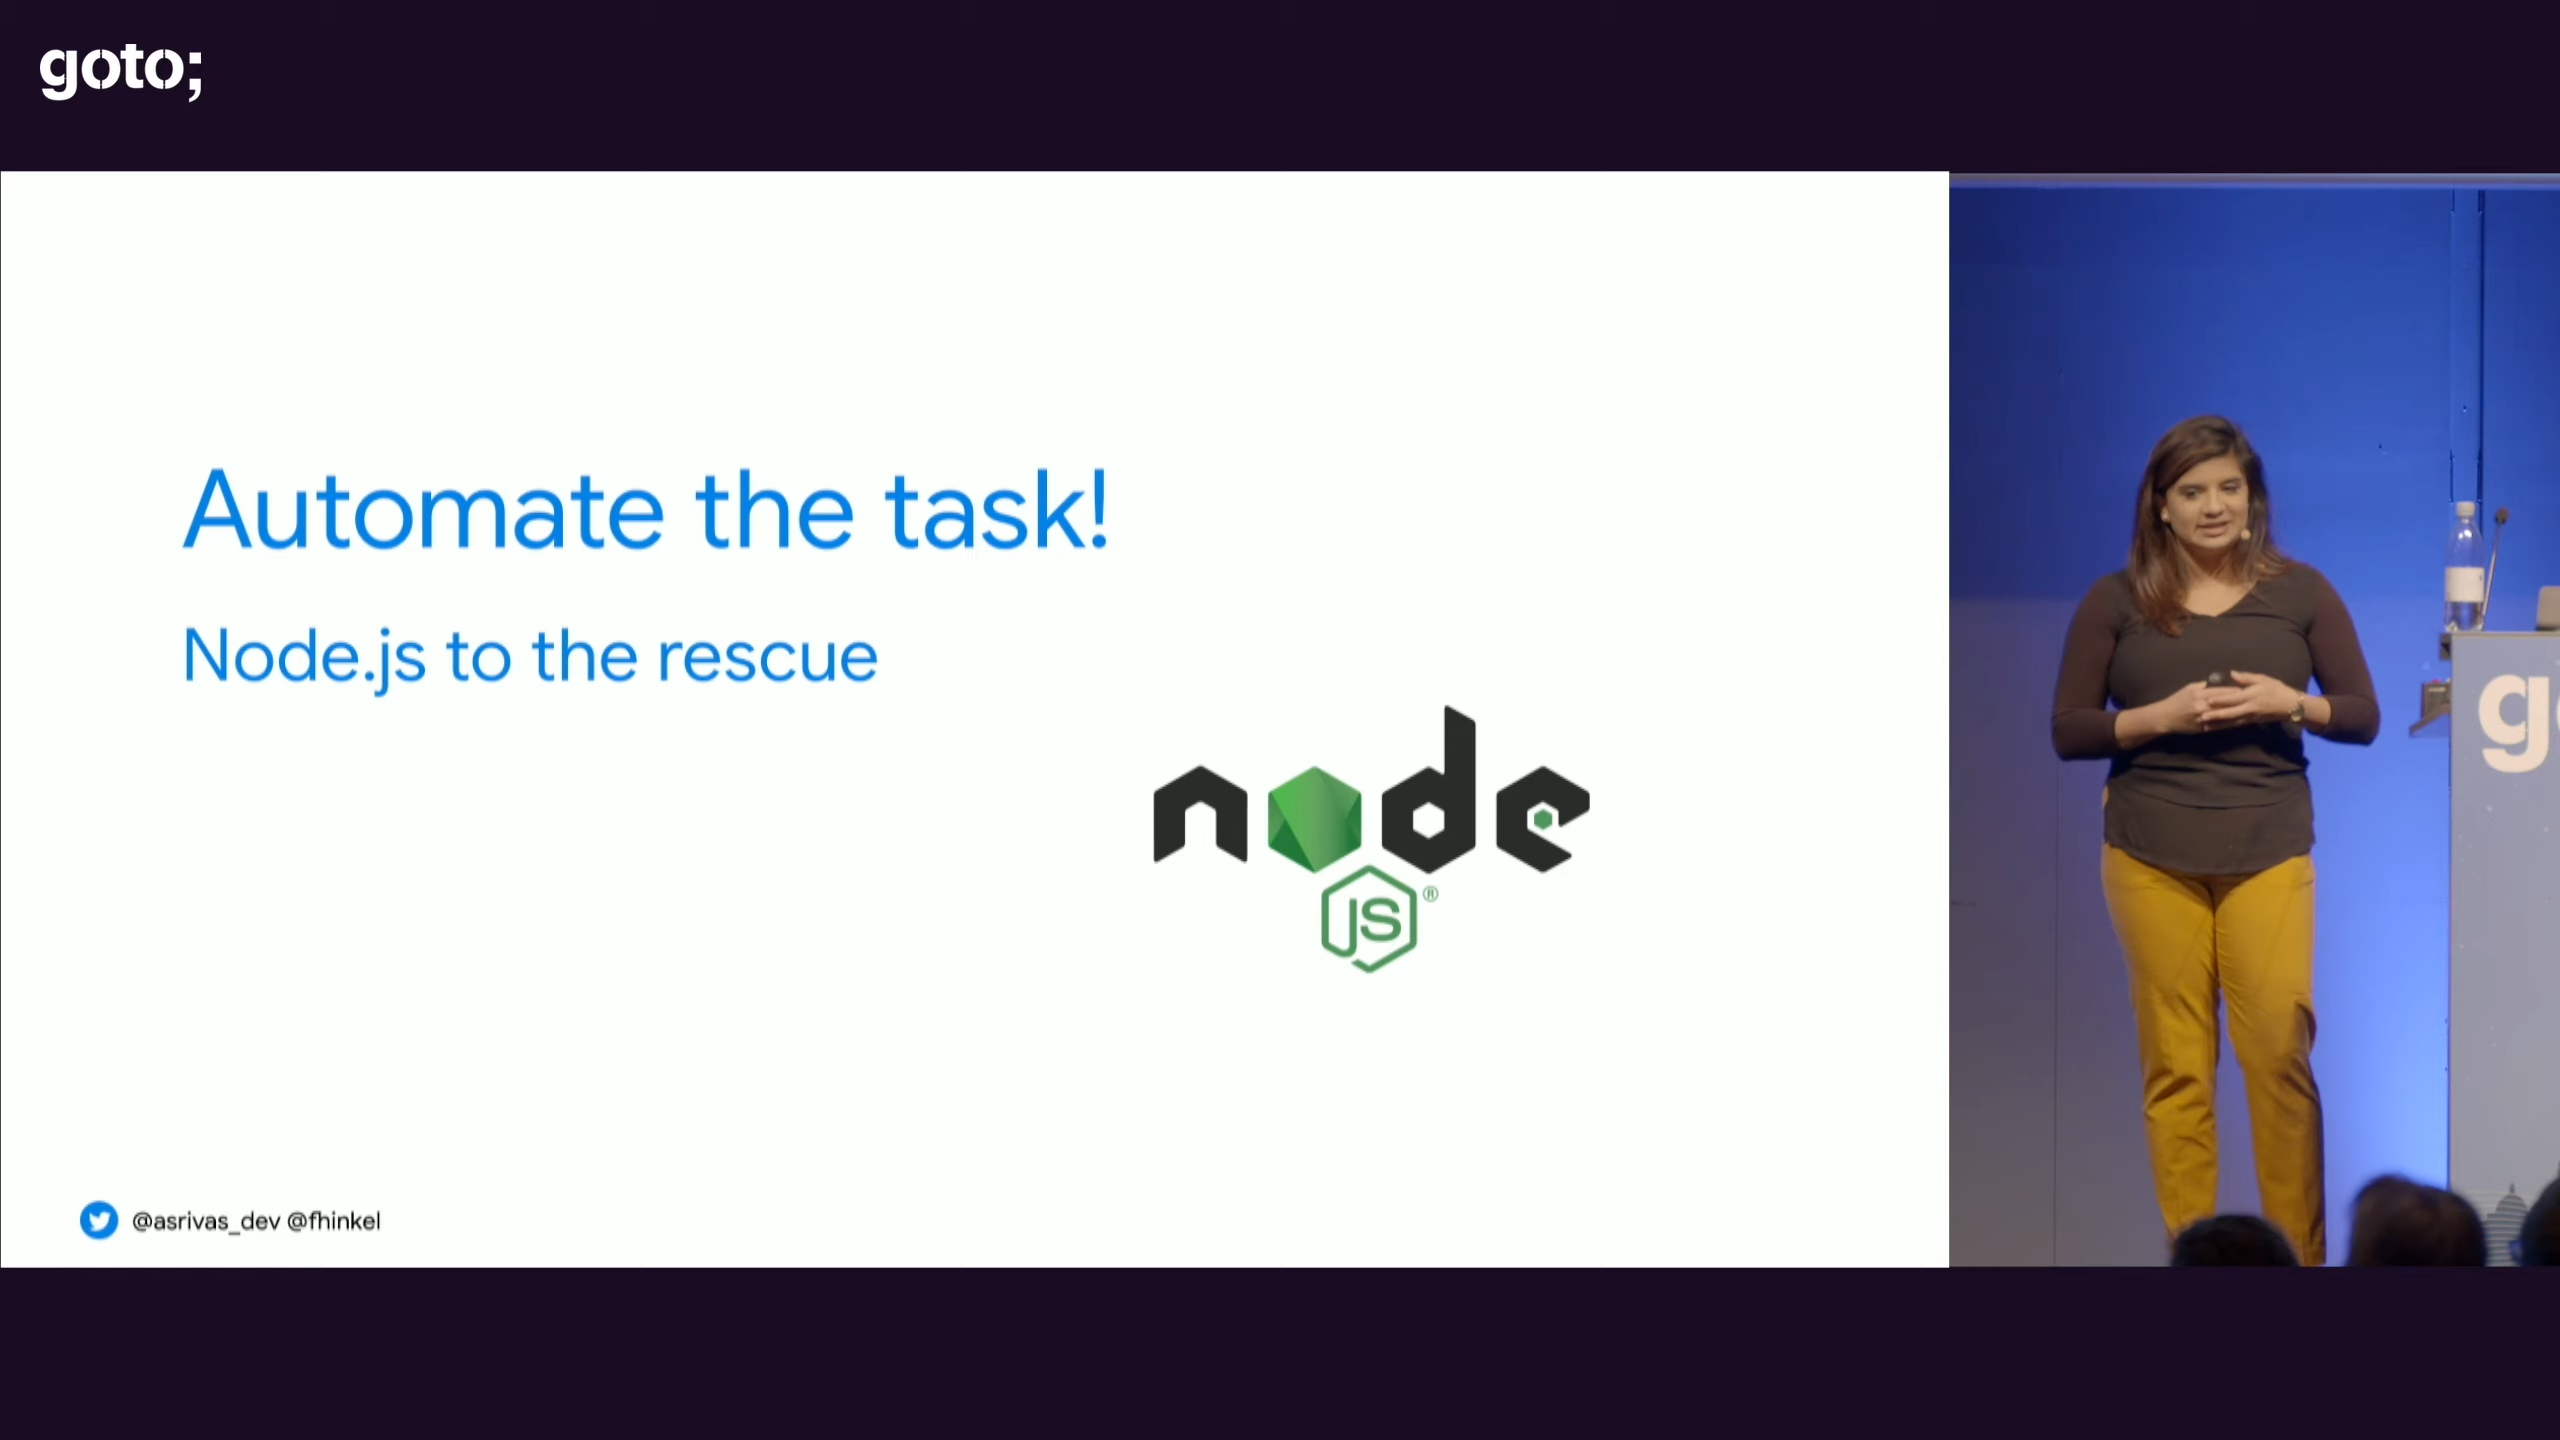 goto;
Automate the task!
Node.js to the rescue
node
JS®
@asrivas_dev @fhinkel